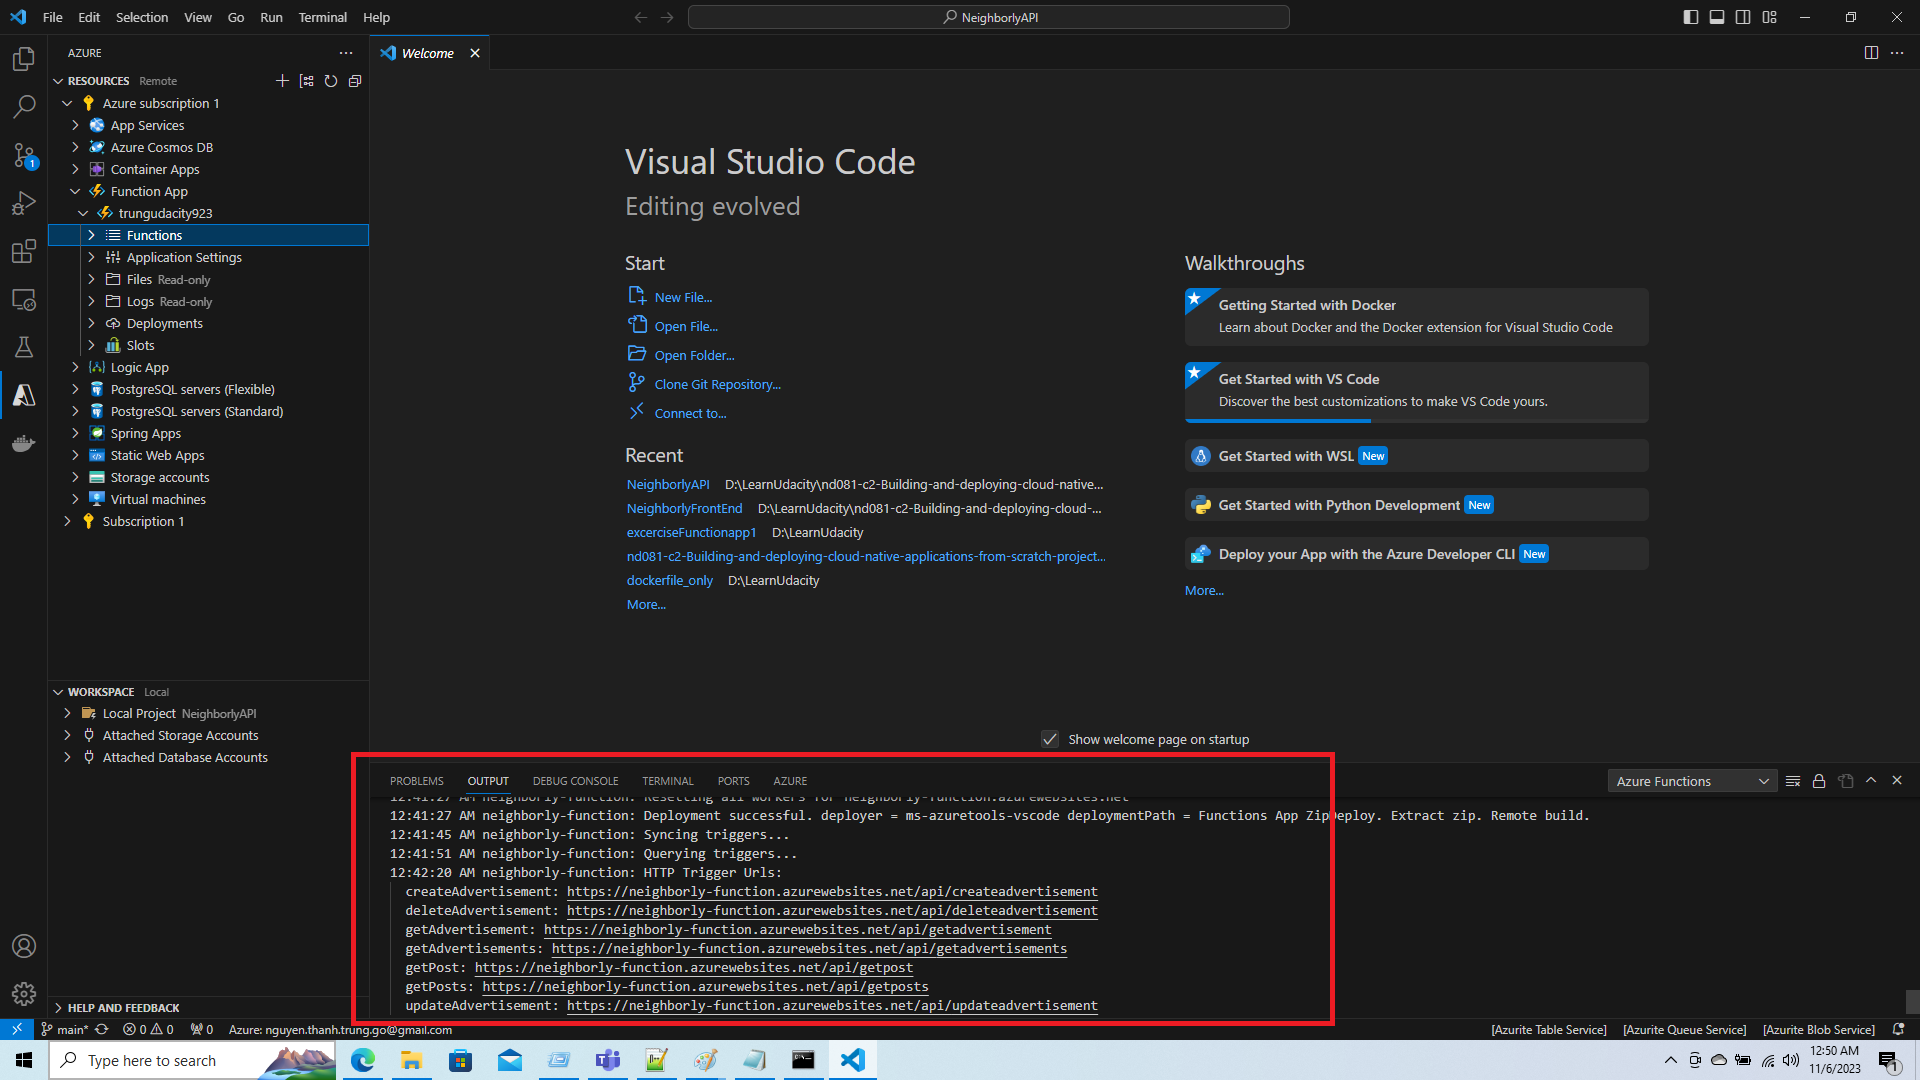 File Edit Selection View Go Run Terminal Help
NeighborlyAPI
AZURE
Welcome
RESOURCES Remote
Azure subscription 1
App Services
Azure Cosmos DB
Container Apps
Function App
trungudacity923
Functions
Application Settings
Files Read-only
Logs Read-only
Deployments
Slots
Logic App
PostgreSQL servers (Flexible)
PostgreSQL servers (Standard)
Spring Apps
Static Web Apps
Storage accounts
Virtual machines
Subscription 1
WORKSPACE Local
Local Project NeighborlyAPI
Attached Storage Accounts
Attached Database Accounts
HELP AND FEEDBACK
Visual Studio Code
Editing evolved
Start
New File...
Open File...
Open Folder...
Clone Git Repository...
Connect to...
Recent
NeighborlyAPI D:\LearnUdacity\nd081-c2-Building-and-deploying-cloud-native...
NeighborlyFrontEnd D:\LearnUdacity\nd081-c2-Building-and-deploying-cloud-...
excerciseFunctionapp1 D:\LearnUdacity
nd081-c2-Building-and-deploying-cloud-native-applications-from-scratch-project...
dockerfile_only D:\LearnUdacity
More...
Walkthroughs
Getting Started with Docker
Learn about Docker and the Docker extension for Visual Studio Code
Get Started with VS Code
Discover the best customizations to make VS Code yours.
Get Started with WSL New
Get Started with Python Development New
Deploy your App with the Azure Developer CLI New
More...
Show welcome page on startup
PROBLEMS OUTPUT DEBUG CONSOLE TERMINAL PORTS AZURE
Azure Functions
12:41:27 AM neighborly-function: Resetting all workers for neighborly-function.azurewebsites.net
12:41:27 AM neighborly-function: Deployment successful. deployer = ms-azuretools-vscode deploymentPath = Functions App ZipDeploy. Extract zip. Remote build.
12:41:45 AM neighborly-function: Syncing triggers...
12:41:51 AM neighborly-function: Querying triggers...
12:42:20 AM neighborly-function: HTTP Trigger Urls:
createAdvertisement: https://neighborly-function.azurewebsites.net/api/createadvertisement
deleteAdvertisement: https://neighborly-function.azurewebsites.net/api/deleteadvertisement
getAdvertisement: https://neighborly-function.azurewebsites.net/api/getadvertisement
getAdvertisements: https://neighborly-function.azurewebsites.net/api/getadvertisements
getPost: https://neighborly-function.azurewebsites.net/api/getpost
getPosts: https://neighborly-function.azurewebsites.net/api/getposts
updateAdvertisement: https://neighborly-function.azurewebsites.net/api/updateadvertisement
main* 0 0 0 Azure: nguyen.thanh.trung.go@gmail.com [Azurite Table Service] [Azurite Queue Service] [Azurite Blob Service]
Type here to search
12:50 AM
11/6/2023
1
1